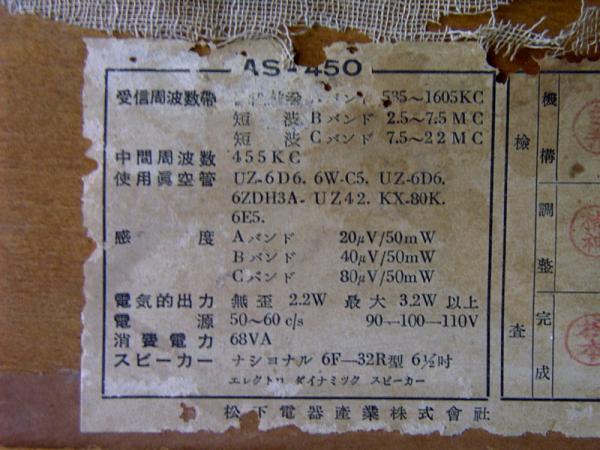 AS-450
受信周波数帯 Aバンド 535〜1605KC
短波 Bバンド 2.5〜7.5MC
短波 Cバンド 7.5〜22MC
中間周波数 455KC
使用眞空管 UZ-6D6. 6W-C5. UZ-6D6.
6ZDH3A- UZ42. KX-80K.
6E5.
感度 Aバンド 20μV/50mW
Bバンド 40μV/50mW
Cバンド 80μV/50mW
電気的出力 無歪 2.2W 最大 3.2W 以上
電源 50〜60 c/s 90—100—110V
消費電力 68VA
スピーカー ナショナル 6F—32R型 6½吋
エレクトロ ダイナミック スピーカー
松下電器産業株式會社
検査
機構
調整
完成